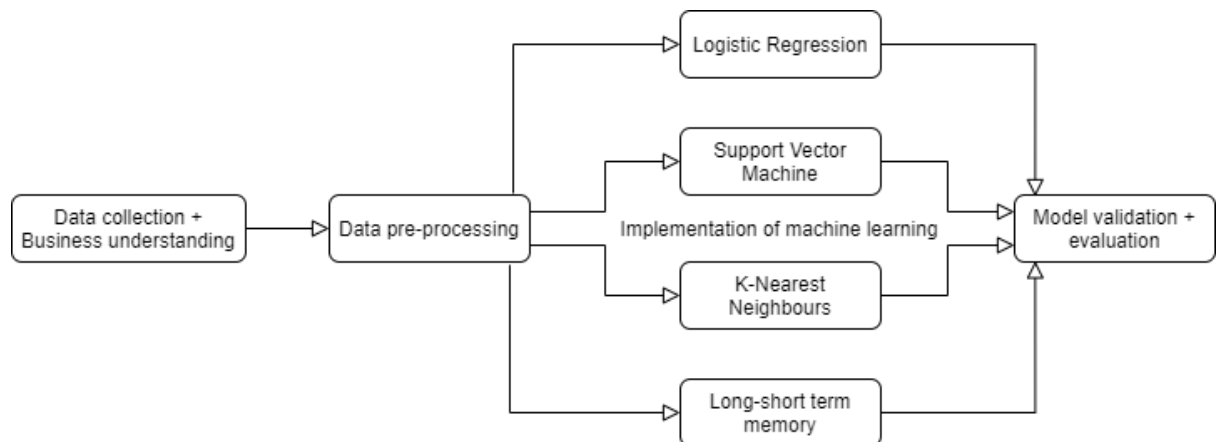 Logistic Regression
Support Vector
Machine
Data collection +
Business understanding
Data pre-processing
Implementation of machine learning
Model validation +
evaluation
K-Nearest
Neighbours
Long-short term
memory